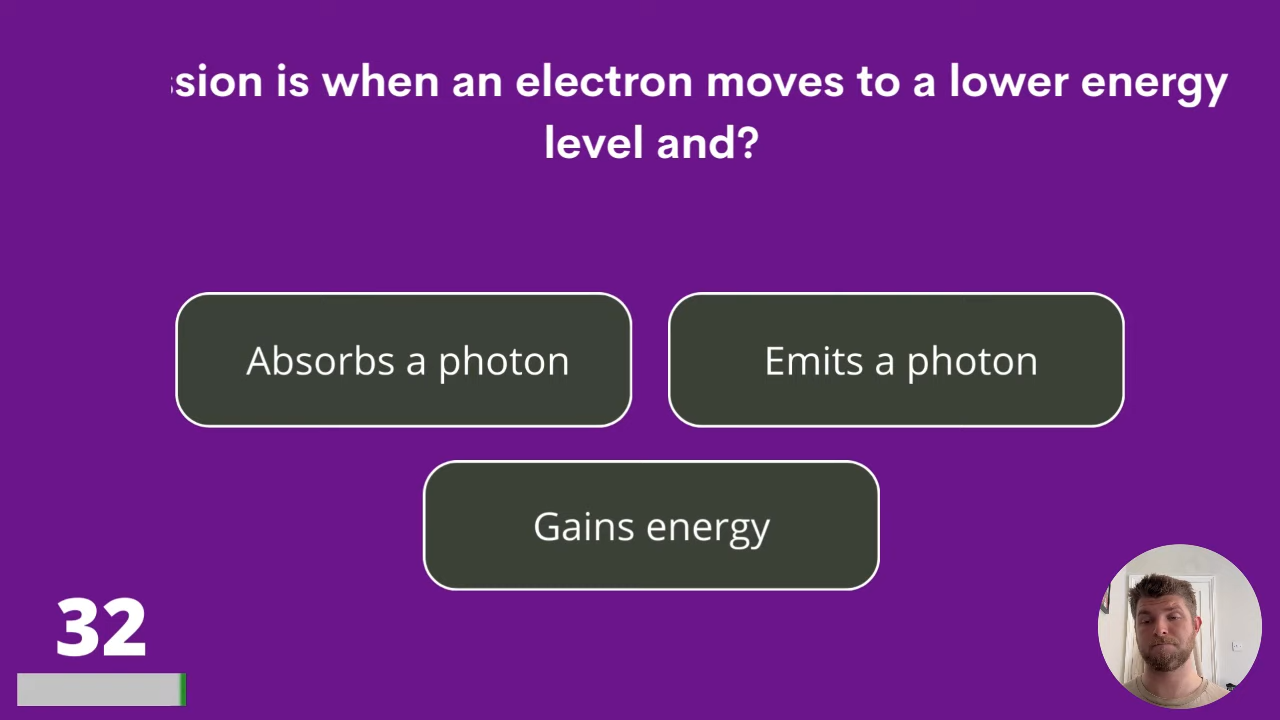 sion is when an electron moves to a lower energy
level and?
Absorbs a photon
Emits a photon
Gains energy
32